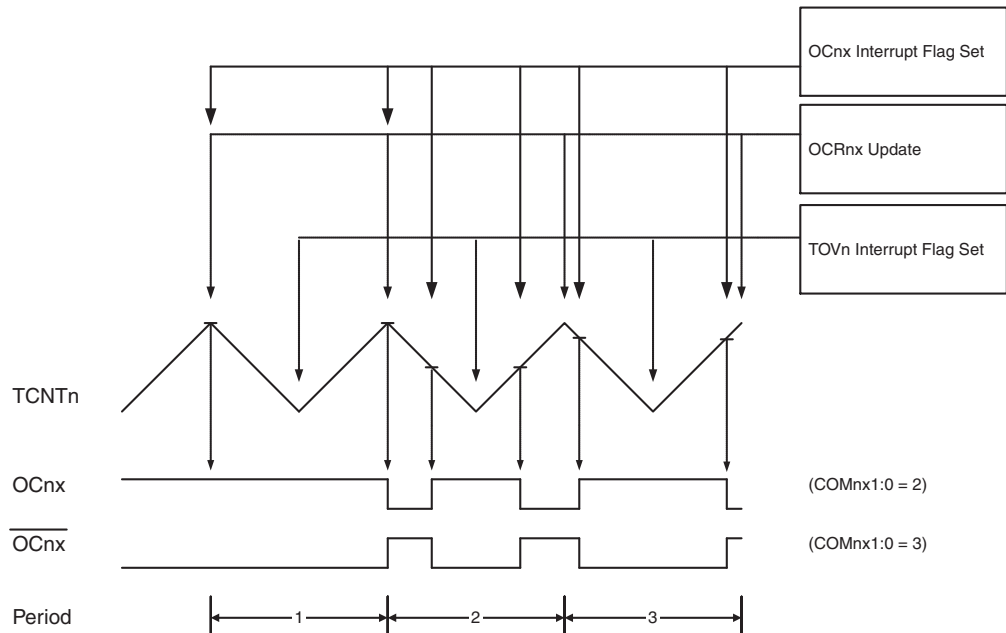 OCnx Interrupt Flag Set
OCRnx Update
TOVn Interrupt Flag Set
TCNTn
OCnx
(COMnx1:0 = 2)
OCnx
(COMnx1:0 = 3)
Period
1
2
3